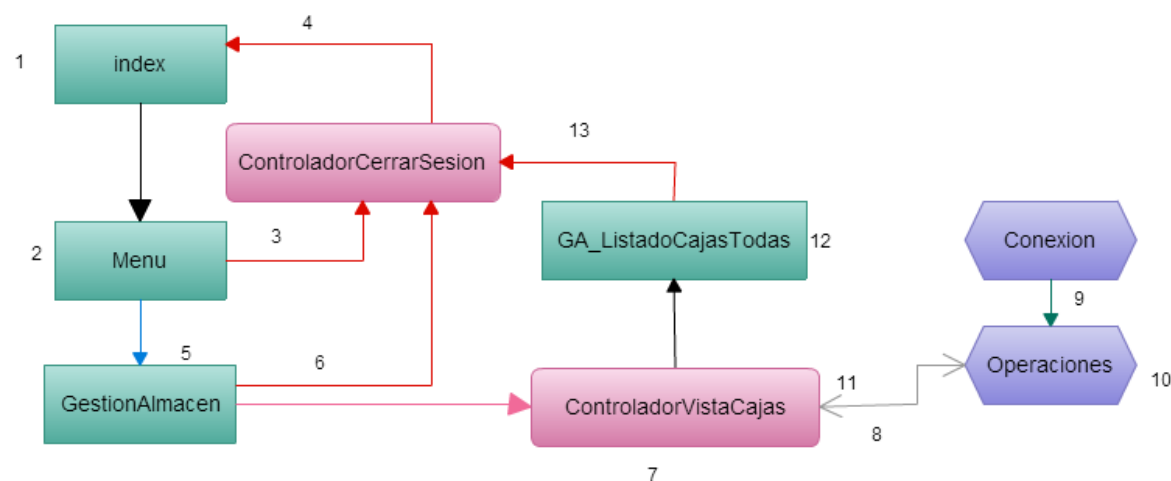 4
index
1
13
ControladorCerrarSesion
2
Menu
3
GA_ListadoCajasTodas
12
Conexion
9
5
6
GestionAlmacen
ControladorVistaCajas
11
Operaciones
10
8
7